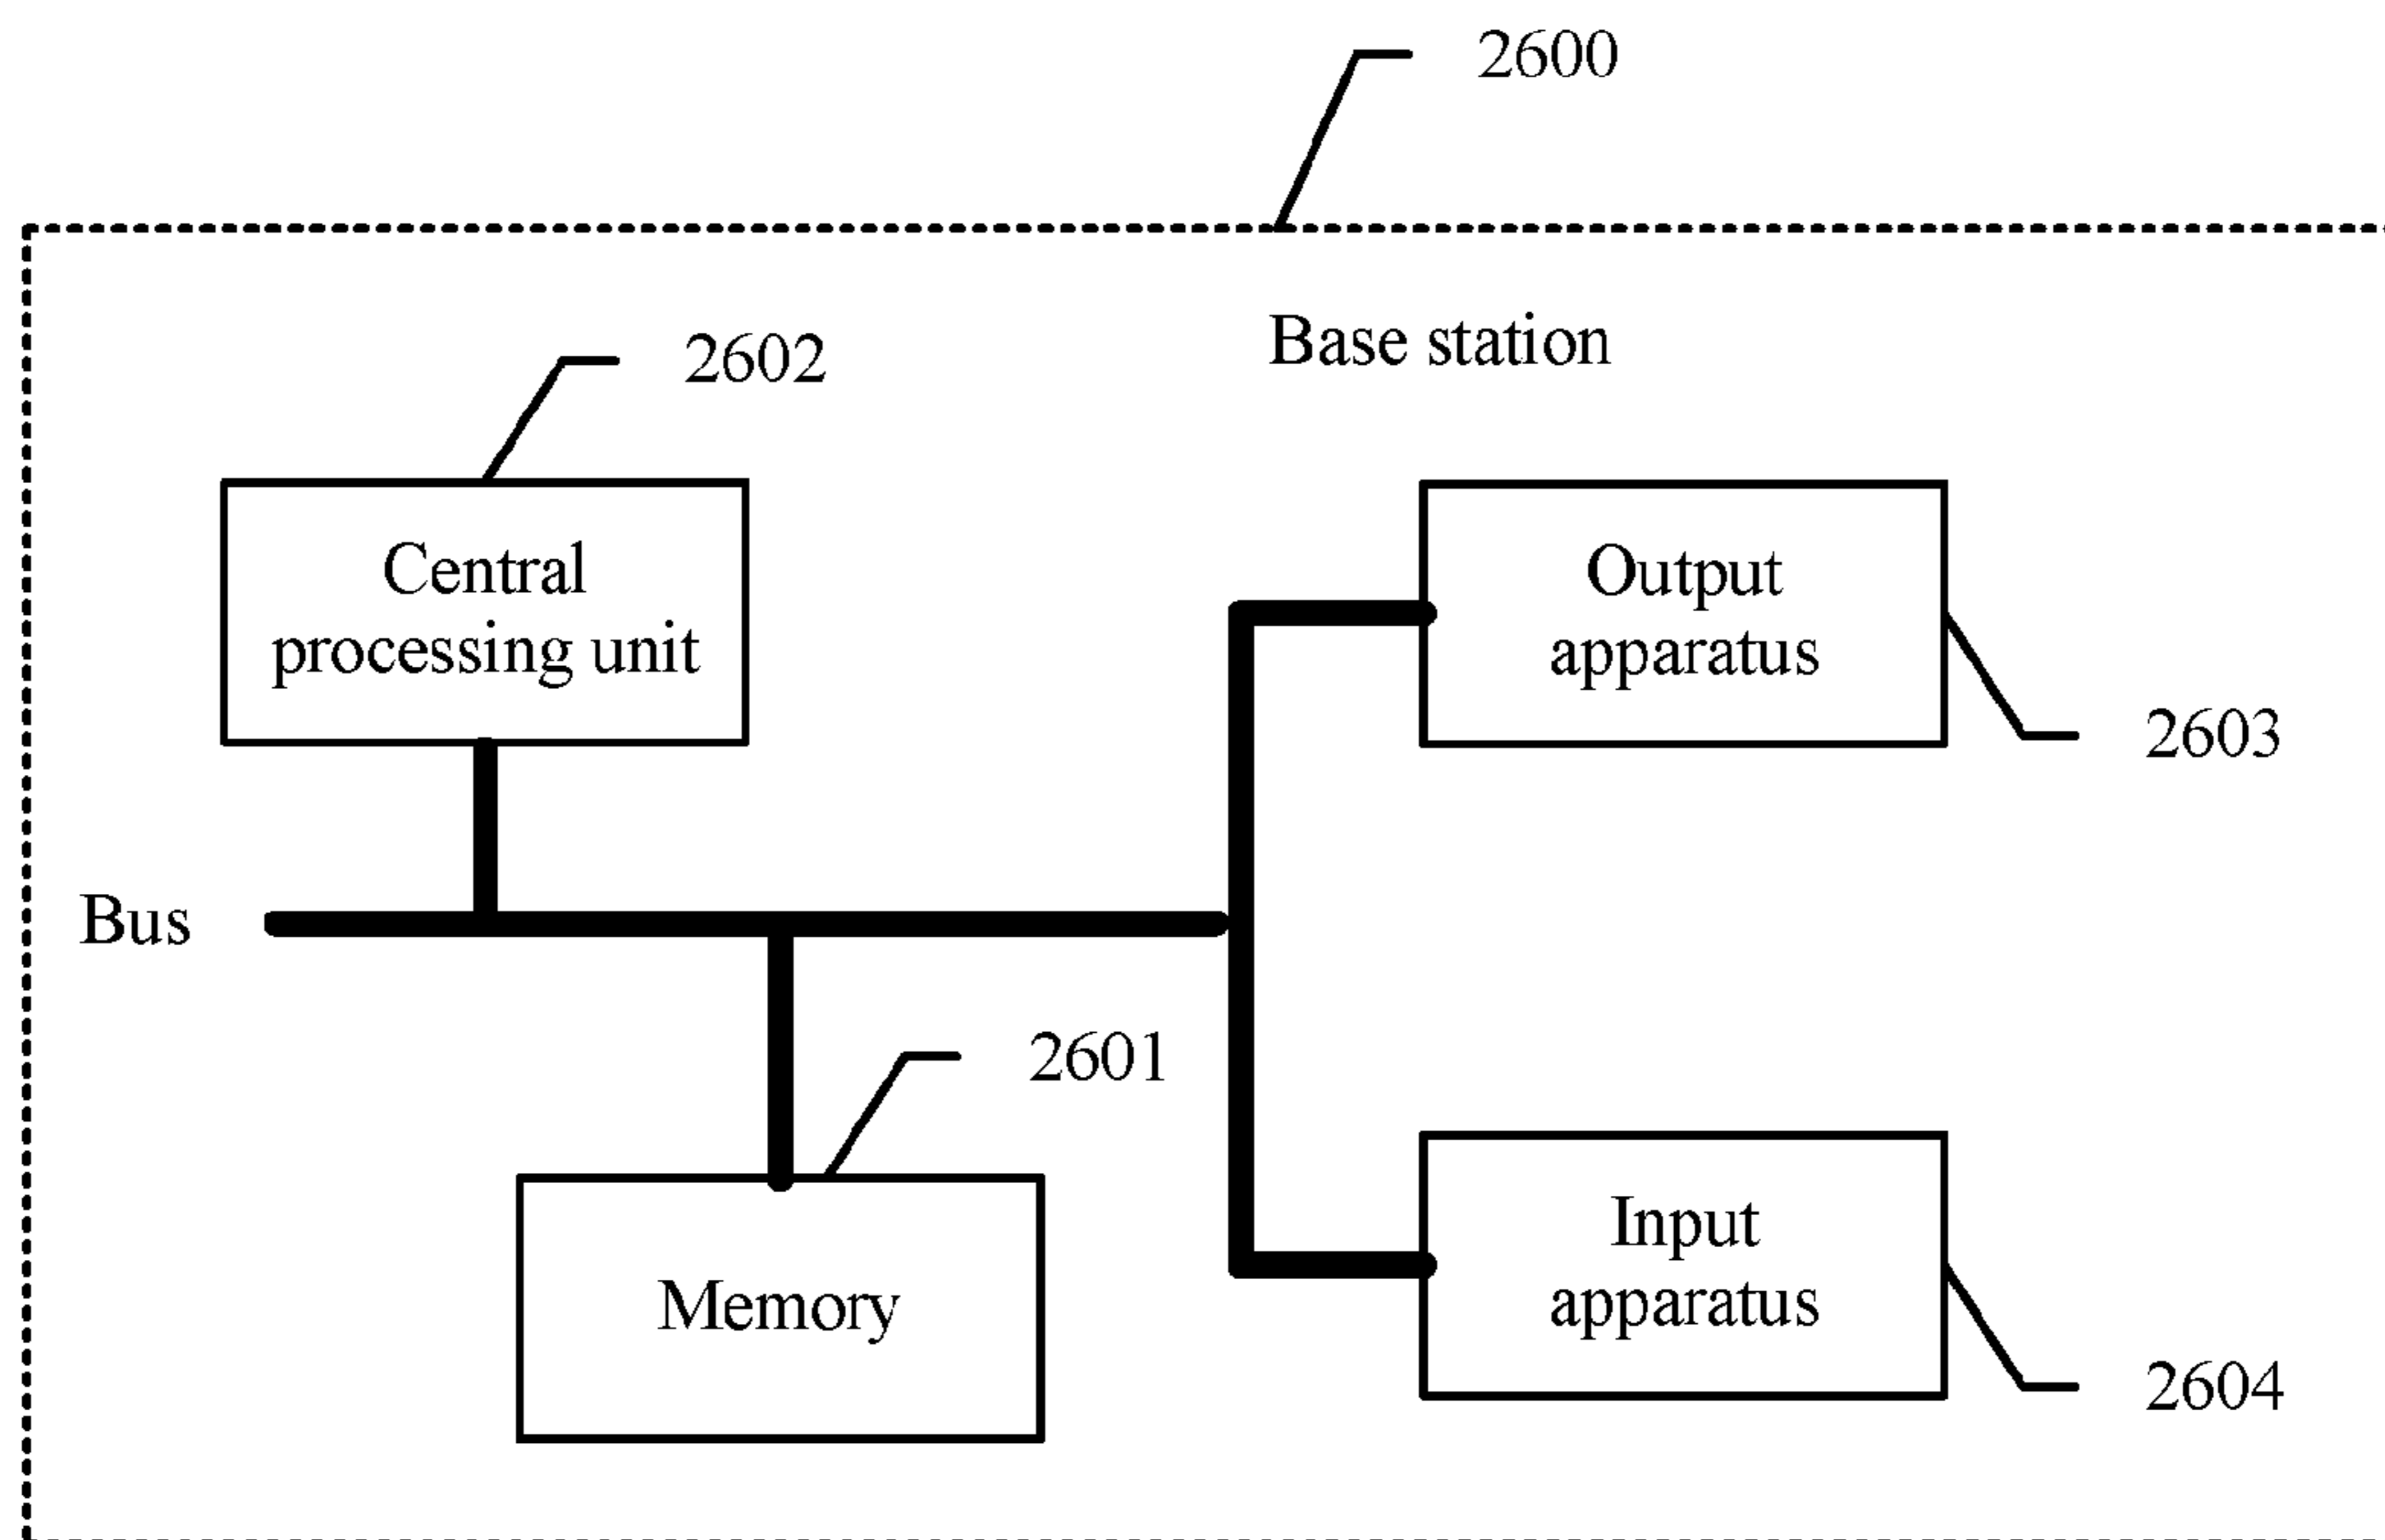 2600
Base station
2602
Central
processing unit
Output
apparatus
2603
Bus
2601
Memory
Input
apparatus
2604